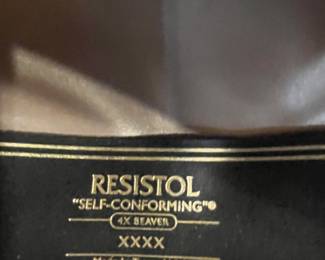 RESISTOL
"SELF-CONFORMING"®
4X BEAVER
XXXX